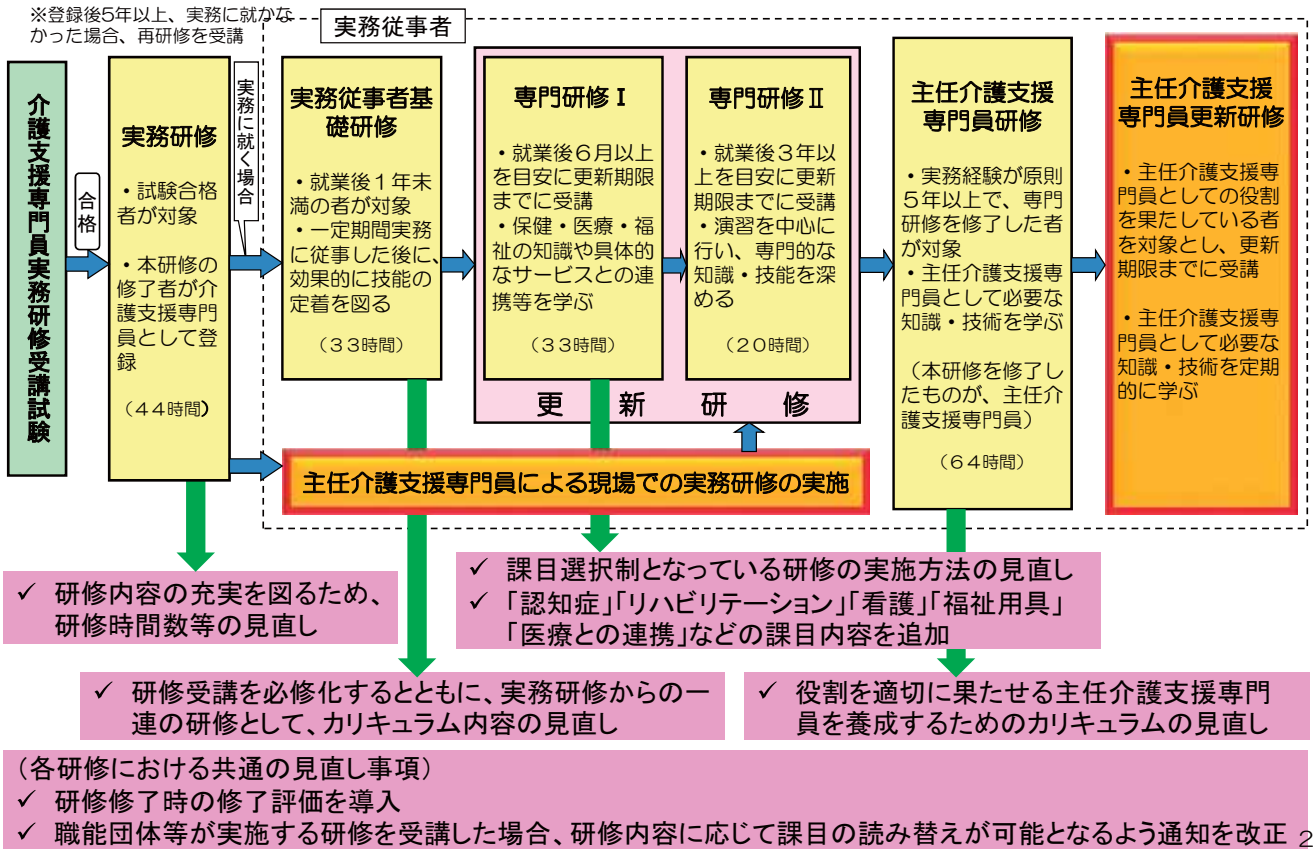 ※登録後5年以上、実務に就かな
かった場合、再研修を受講
実務従事者
介護支援専門員実務研修受講試験
合格
実務研修
・試験合格
者が対象
・本研修の
修了者が介
護支援専門
員として登
録
（４４時間）
実務に就く場合
実務従事者基
礎研修
・就業後１年未
満の者が対象
・一定期間実務
に従事した後に、
効果的に技能の
定着を図る
（３３時間）
専門研修Ⅰ
・就業後６月以上
を目安に更新期限
までに受講
・保健・医療・福
祉の知識や具体的
なサービスとの連
携等を学ぶ
（３３時間）
専門研修Ⅱ
・就業後３年以
上を目安に更新
期限までに受講
・演習を中心に
行い、専門的な
知識・技能を深
める
（２０時間）
更　新　研　修
主任介護支援
専門員研修
・実務経験が原則
５年以上で、専門
研修を修了した者
が対象
・主任介護支援専
門員として必要な
知識・技術を学ぶ
（本研修を修了し
たものが、主任介
護支援専門員）
（６４時間）
主任介護支援
専門員更新研修
・主任介護支援専
門員としての役割
を果たしている者
を対象とし、更新
期限までに受講
・主任介護支援専
門員として必要な
知識・技術を定期
的に学ぶ
主任介護支援専門員による現場での実務研修の実施
✓ 研修内容の充実を図るため、
研修時間数等の見直し
✓ 課目選択制となっている研修の実施方法の見直し
✓ 「認知症」「リハビリテーション」「看護」「福祉用具」
「医療との連携」などの課目内容を追加
✓ 研修受講を必修化するとともに、実務研修からの一
連の研修として、カリキュラム内容の見直し
✓ 役割を適切に果たせる主任介護支援専門
員を養成するためのカリキュラムの見直し
（各研修における共通の見直し事項）
✓ 研修修了時の修了評価を導入
✓ 職能団体等が実施する研修を受講した場合、研修内容に応じて課目の読み替えが可能となるよう通知を改正
2